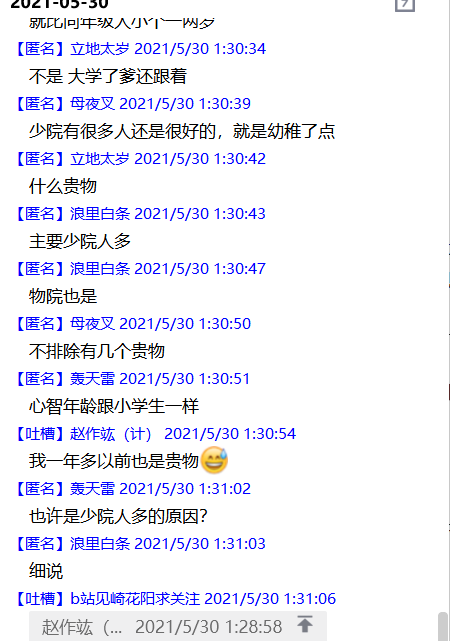 2021-05-30
就比同年级人小个一两岁
【匿名】立地太岁 2021/5/30 1:30:34
不是 大学了爹还跟着
【匿名】母夜叉 2021/5/30 1:30:39
少院有很多人还是很好的，就是幼稚了点
【匿名】立地太岁 2021/5/30 1:30:42
什么贵物
【匿名】浪里白条 2021/5/30 1:30:43
主要少院人多
【匿名】浪里白条 2021/5/30 1:30:47
物院也是
【匿名】母夜叉 2021/5/30 1:30:50
不排除有几个贵物
【匿名】轰天雷 2021/5/30 1:30:51
心智年龄跟小学生一样
【吐槽】赵作竑（计） 2021/5/30 1:30:54
我一年多以前也是贵物😅
【匿名】轰天雷 2021/5/30 1:31:02
也许是少院人多的原因？
【匿名】浪里白条 2021/5/30 1:31:03
细说
【吐槽】b站见崎花阳求关注 2021/5/30 1:31:06
赵作竑（... 2021/5/30 1:28:58